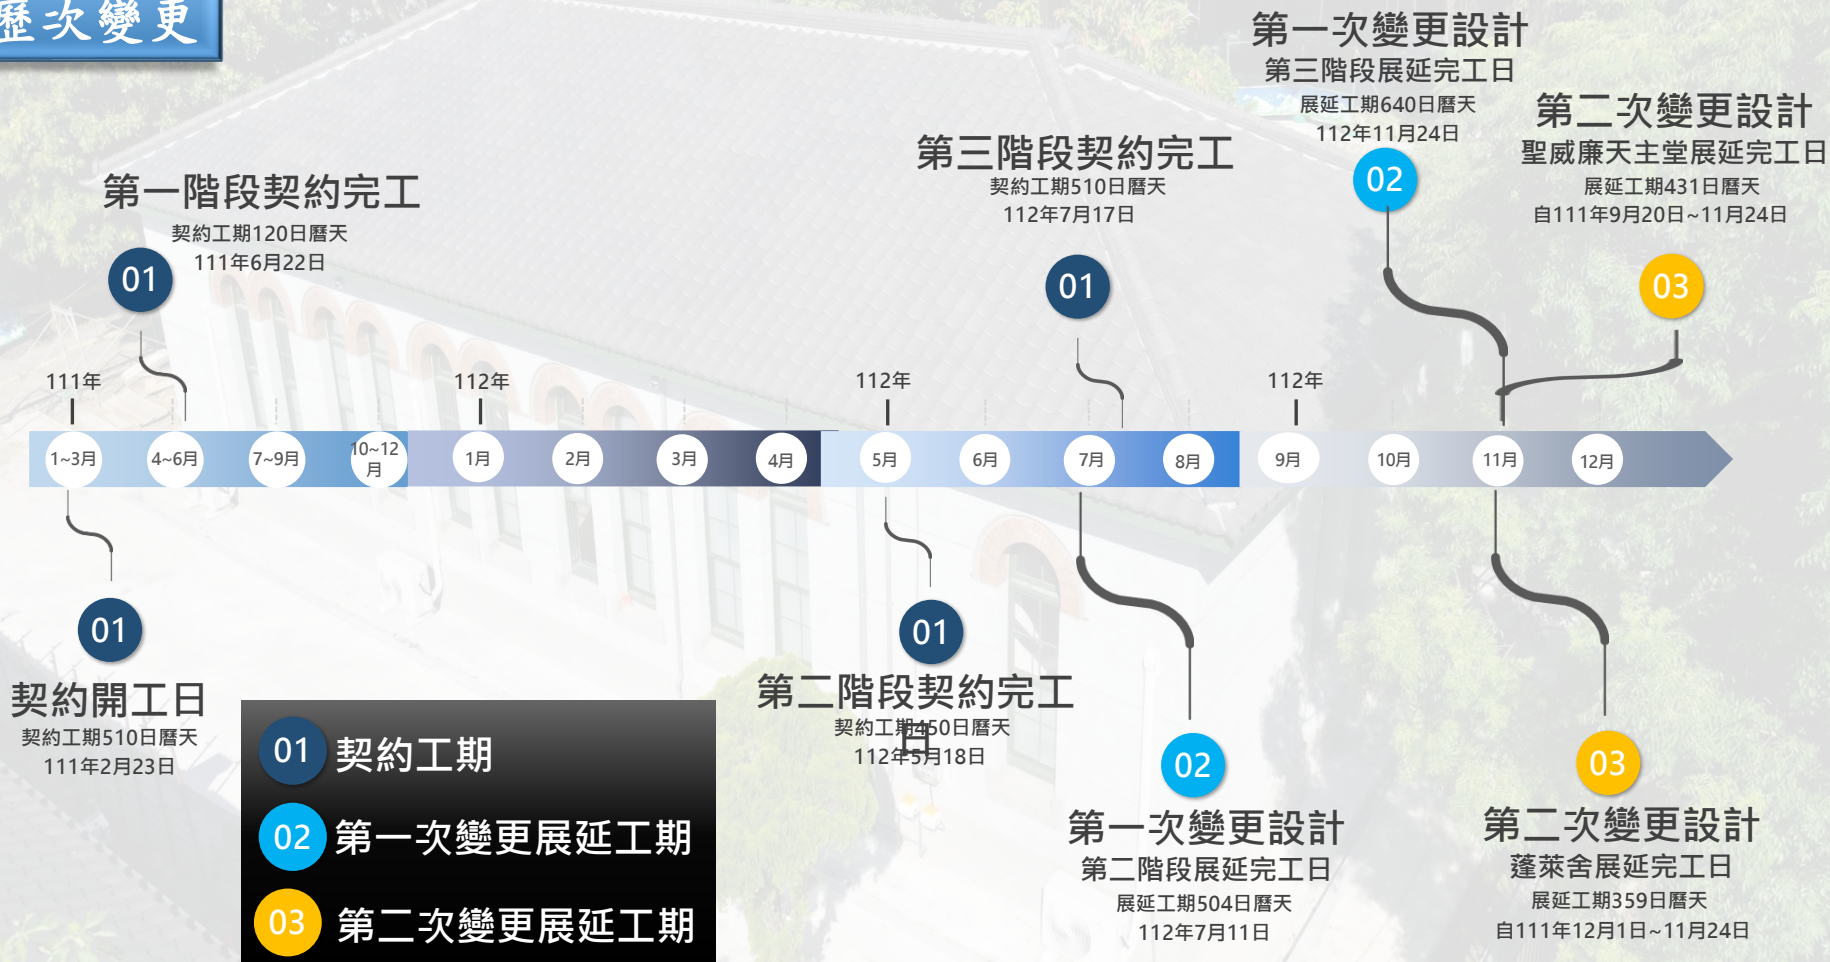 歷次變更
第一次變更設計
第三階段展延完工日
展延工期640日曆天
112年11月24日
02
第二次變更設計
聖威廉天主堂展延完工日
展延工期431日曆天
自111年9月20日~11月24日
03
第三階段契約完工
契約工期510日曆天
112年7月17日
01
第一階段契約完工
契約工期120日曆天
111年6月22日
01
111年
112年
112年
112年
1~3月
4~6月
7~9月
10~12
月
1月
2月
3月
4月
5月
6月
7月
8月
9月
10月
11月
12月
01
契約開工日
契約工期510日曆天
111年2月23日
01
第二階段契約完工
日
契約工期450日曆天
112年5月18日
02
第一次變更設計
第二階段展延完工日
展延工期504日曆天
112年7月11日
03
第二次變更設計
蓬萊舍展延完工日
展延工期359日曆天
自111年12月1日~11月24日
01 契約工期
02 第一次變更展延工期
03 第二次變更展延工期